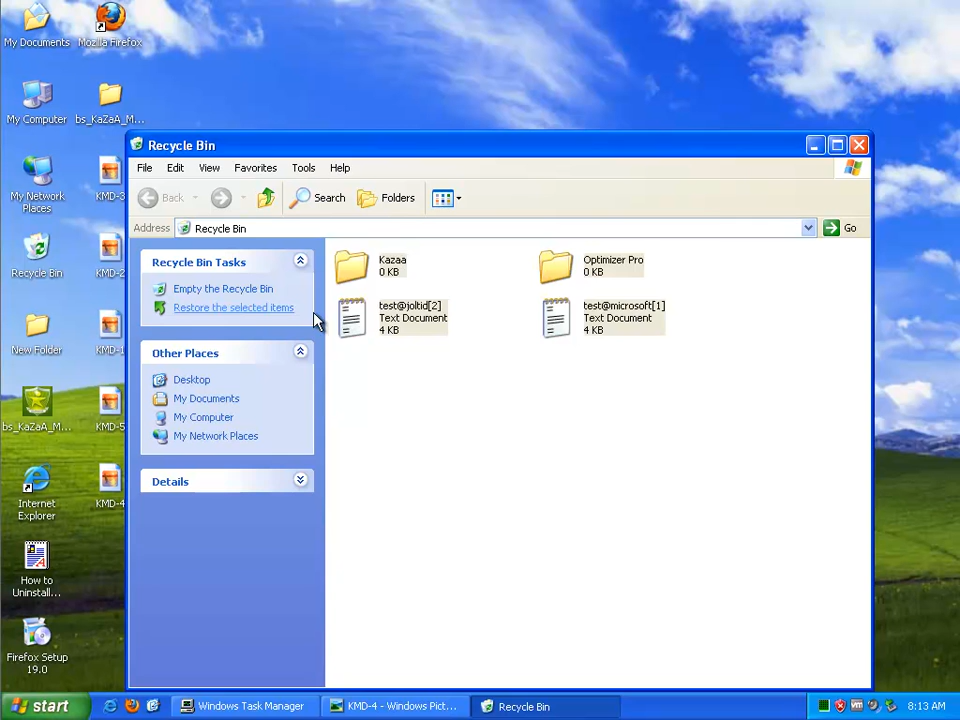 My Documents
Mozilla Firefox
My Computer
bs_KaZaA_M...
My Network
Places
KMD-3
Recycle Bin
KMD-2
New Folder
KMD-1
bs_KaZaA_M...
KMD-5
Internet
Explorer
KMD-4
How to
Uninstall...
Firefox Setup
19.0
Recycle Bin
File Edit View Favorites Tools Help
Back Search Folders
Address Recycle Bin Go
Recycle Bin Tasks
Empty the Recycle Bin
Restore the selected items
Other Places
Desktop
My Documents
My Computer
My Network Places
Details
Kazaa
0 KB
Optimizer Pro
0 KB
test@joltid[2]
Text Document
4 KB
test@microsoft[1]
Text Document
4 KB
start Windows Task Manager KMD-4 - Windows Pict... Recycle Bin 8:13 AM